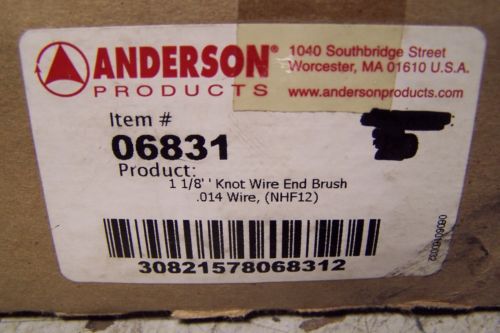 ANDERSON®
PRODUCTS
1040 Southbridge Street
Worcester, MA 01610 U.S.A.
www.andersonproducts.com
Item #
06831
Product:
1 1/8'' Knot Wire End Brush
.014 Wire, (NHF12)
30821578068312